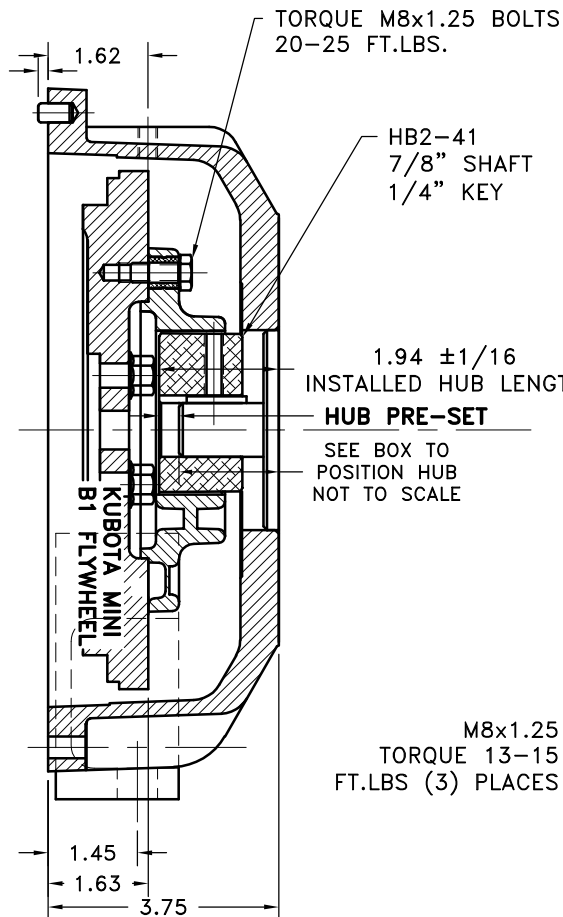 TORQUE M8x1.25 BOLTS
20-25 FT.LBS.
1.62
HB2-41
7/8" SHAFT
1/4" KEY
1.94 ±1/16
INSTALLED HUB LENGT
HUB PRE-SET
SEE BOX TO
POSITION HUB
NOT TO SCALE
KUBOTA MINI
B1 FLYWHEEL
M8x1.25
TORQUE 13-15
FT.LBS (3) PLACES
1.45
1.63
3.75